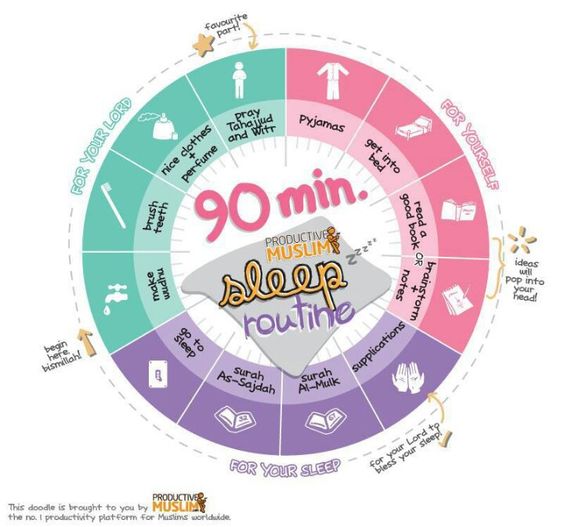 favourite
part!
FOR YOUR LORD
FOR YOURSELF
pray
Tahajjud
and Witr
Pyjamas
nice clothes
+
perfume
get into
bed
brush
teeth
read a
good book OR
brainstorm
+
notes
make
wudhu
90 min.
PRODUCTIVE
MUSLIM
zzzzz
sleep
routine
ideas
will
pop into
your
head!
begin
here,
bismillah!
go to
sleep
surah
As-Sajdah
surah
Al-Mulk
supplications
32
67
for your Lord to
bless your sleep!
FOR YOUR SLEEP
This doodle is brought to you by PRODUCTIVE MUSLIM
the no. 1 productivity platform for Muslims worldwide.